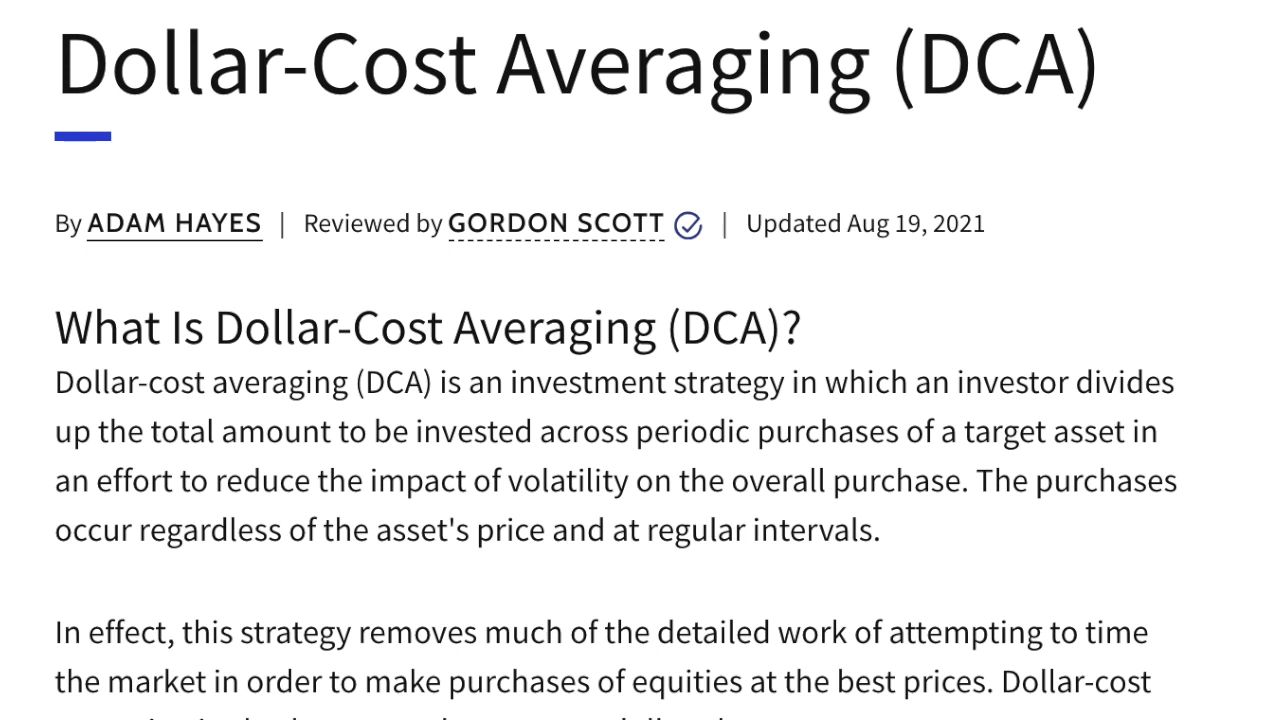 Dollar-Cost Averaging (DCA)
By ADAM HAYES | Reviewed by GORDON SCOTT | Updated Aug 19, 2021
What Is Dollar-Cost Averaging (DCA)?
Dollar-cost averaging (DCA) is an investment strategy in which an investor divides
up the total amount to be invested across periodic purchases of a target asset in
an effort to reduce the impact of volatility on the overall purchase. The purchases
occur regardless of the asset's price and at regular intervals.
In effect, this strategy removes much of the detailed work of attempting to time
the market in order to make purchases of equities at the best prices. Dollar-cost